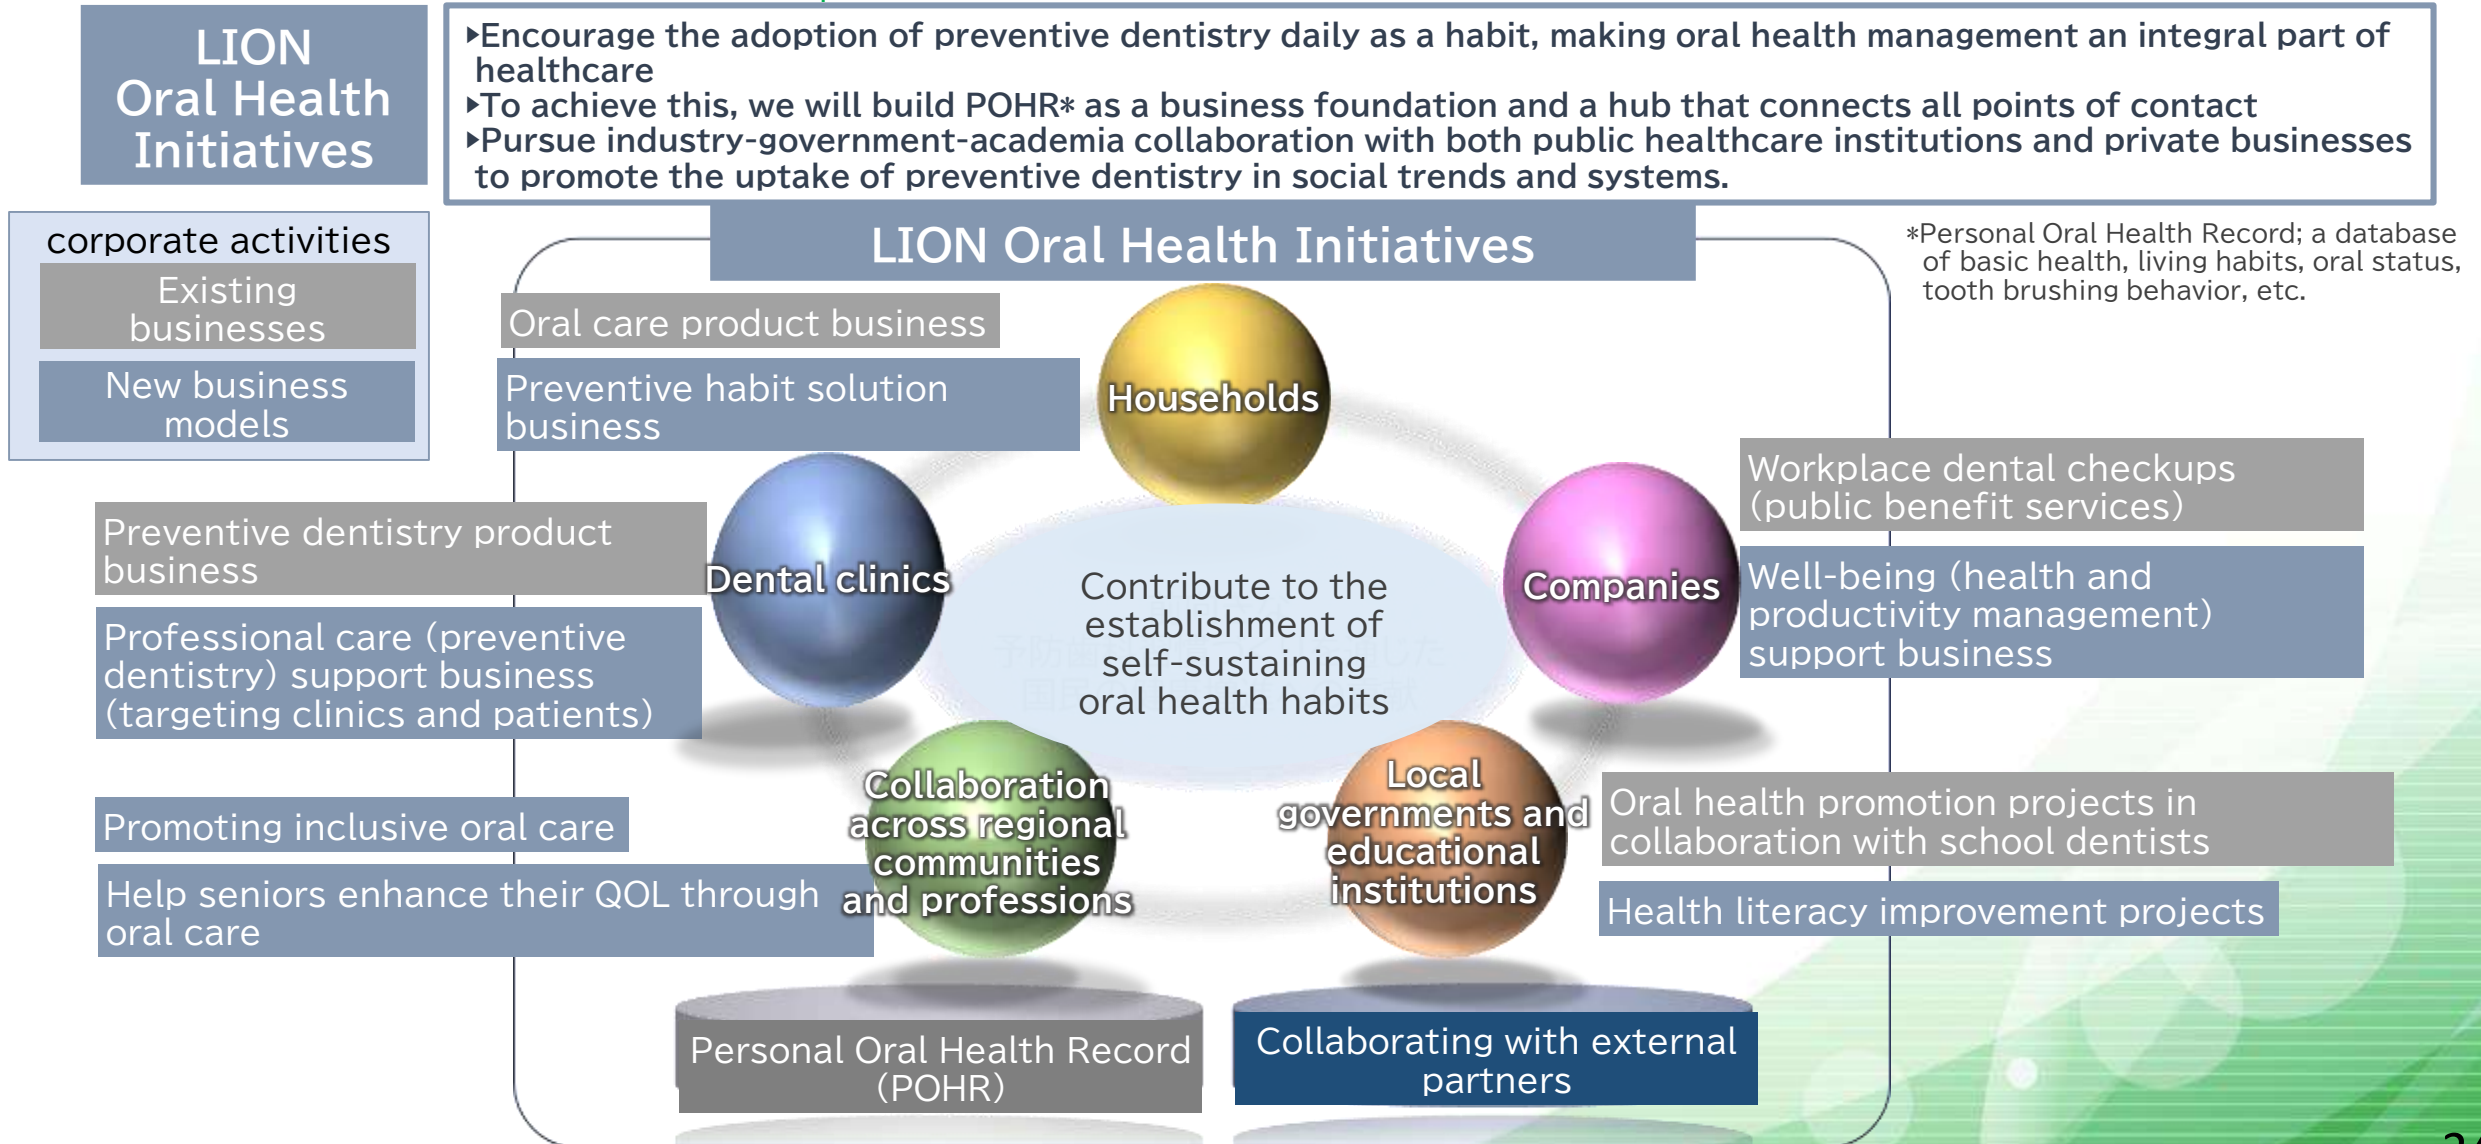 LION
Oral Health
Initiatives
▶Encourage the adoption of preventive dentistry daily as a habit, making oral health management an integral part of
healthcare
▶To achieve this, we will build POHR* as a business foundation and a hub that connects all points of contact
▶Pursue industry-government-academia collaboration with both public healthcare institutions and private businesses
to promote the uptake of preventive dentistry in social trends and systems.
corporate activities
Existing
businesses
New business
models
LION Oral Health Initiatives
*Personal Oral Health Record; a database
of basic health, living habits, oral status,
tooth brushing behavior, etc.
Oral care product business
Preventive habit solution
business
Households
Preventive dentistry product
business
Professional care (preventive
dentistry) support business
(targeting clinics and patients)
Dental clinics
Contribute to the
establishment of
self-sustaining
oral health habits
Companies
Workplace dental checkups
(public benefit services)
Well-being (health and
productivity management)
support business
Promoting inclusive oral care
Help seniors enhance their QOL through
oral care
Collaboration
across regional
communities
and professions
Local
governments and
educational
institutions
Oral health promotion projects in
collaboration with school dentists
Health literacy improvement projects
Personal Oral Health Record
(POHR)
Collaborating with external
partners